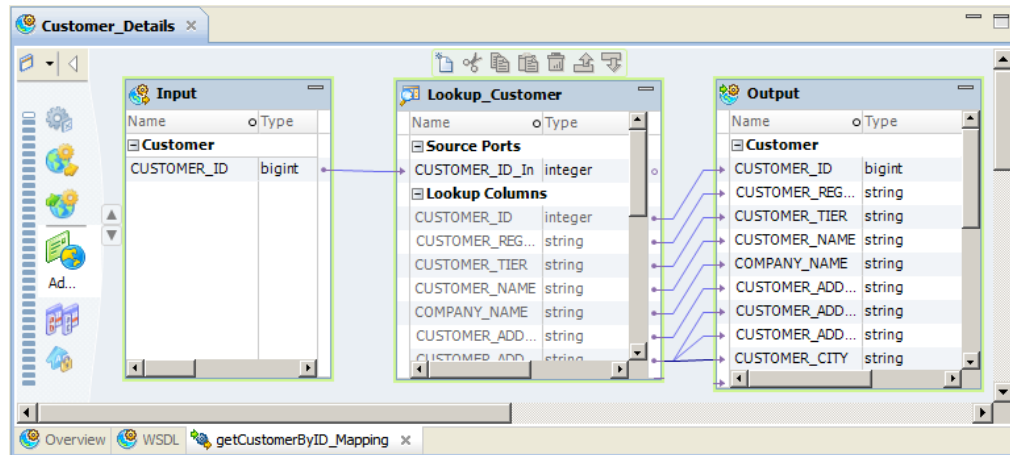 Customer_Details
Input
Name Type
Customer
CUSTOMER_ID bigint
Ad...
Lookup_Customer
Name Type
Source Ports
CUSTOMER_ID_In integer
Lookup Columns
CUSTOMER_ID integer
CUSTOMER_REG... string
CUSTOMER_TIER string
CUSTOMER_NAME string
COMPANY_NAME string
CUSTOMER_ADD... string
CUSTOMER_ADD... string
Output
Name Type
Customer
CUSTOMER_ID bigint
CUSTOMER_REG... string
CUSTOMER_TIER string
CUSTOMER_NAME string
COMPANY_NAME string
CUSTOMER_ADD... string
CUSTOMER_ADD... string
CUSTOMER_ADD... string
CUSTOMER_CITY string
Overview WSDL getCustomerByID_Mapping